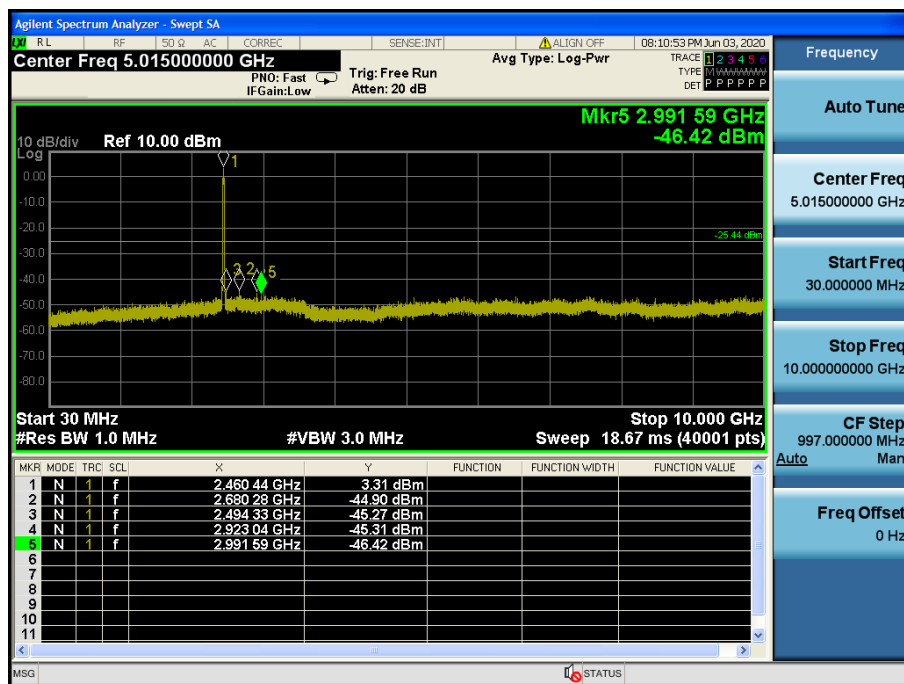 Agilent Spectrum Analyzer - Swept SA
LXI RL RF 50 Ω AC CORREC SENSE:INT ALIGN OFF 08:10:53 PM Jun 03, 2020
Center Freq 5.015000000 GHz
PNO: Fast
IFGain:Low
Trig: Free Run
Atten: 20 dB
Avg Type: Log-Pwr
TRACE 1 2 3 4 5 6
TYPE M W W W W W
DET P P P P P P
Mkr5 2.991 59 GHz
-46.42 dBm
10 dB/div Ref 10.00 dBm
Log
1
0.00
-10.0
-20.0
-25.44 dBm
-30.0
3 2 5
-40.0
-50.0
-60.0
-70.0
-80.0
Start 30 MHz Stop 10.000 GHz
#Res BW 1.0 MHz #VBW 3.0 MHz Sweep 18.67 ms (40001 pts)
MKR MODE TRC SCL X Y FUNCTION FUNCTION WIDTH FUNCTION VALUE
1 N 1 f 2.460 44 GHz 3.31 dBm
2 N 1 f 2.680 28 GHz -44.90 dBm
3 N 1 f 2.494 33 GHz -45.27 dBm
4 N 1 f 2.923 04 GHz -45.31 dBm
5 N 1 f 2.991 59 GHz -46.42 dBm
6
7
8
9
10
11
MSG STATUS
Frequency
Auto Tune
Center Freq
5.015000000 GHz
Start Freq
30.000000 MHz
Stop Freq
10.000000000 GHz
CF Step
997.000000 MHz
Auto Man
Freq Offset
0 Hz